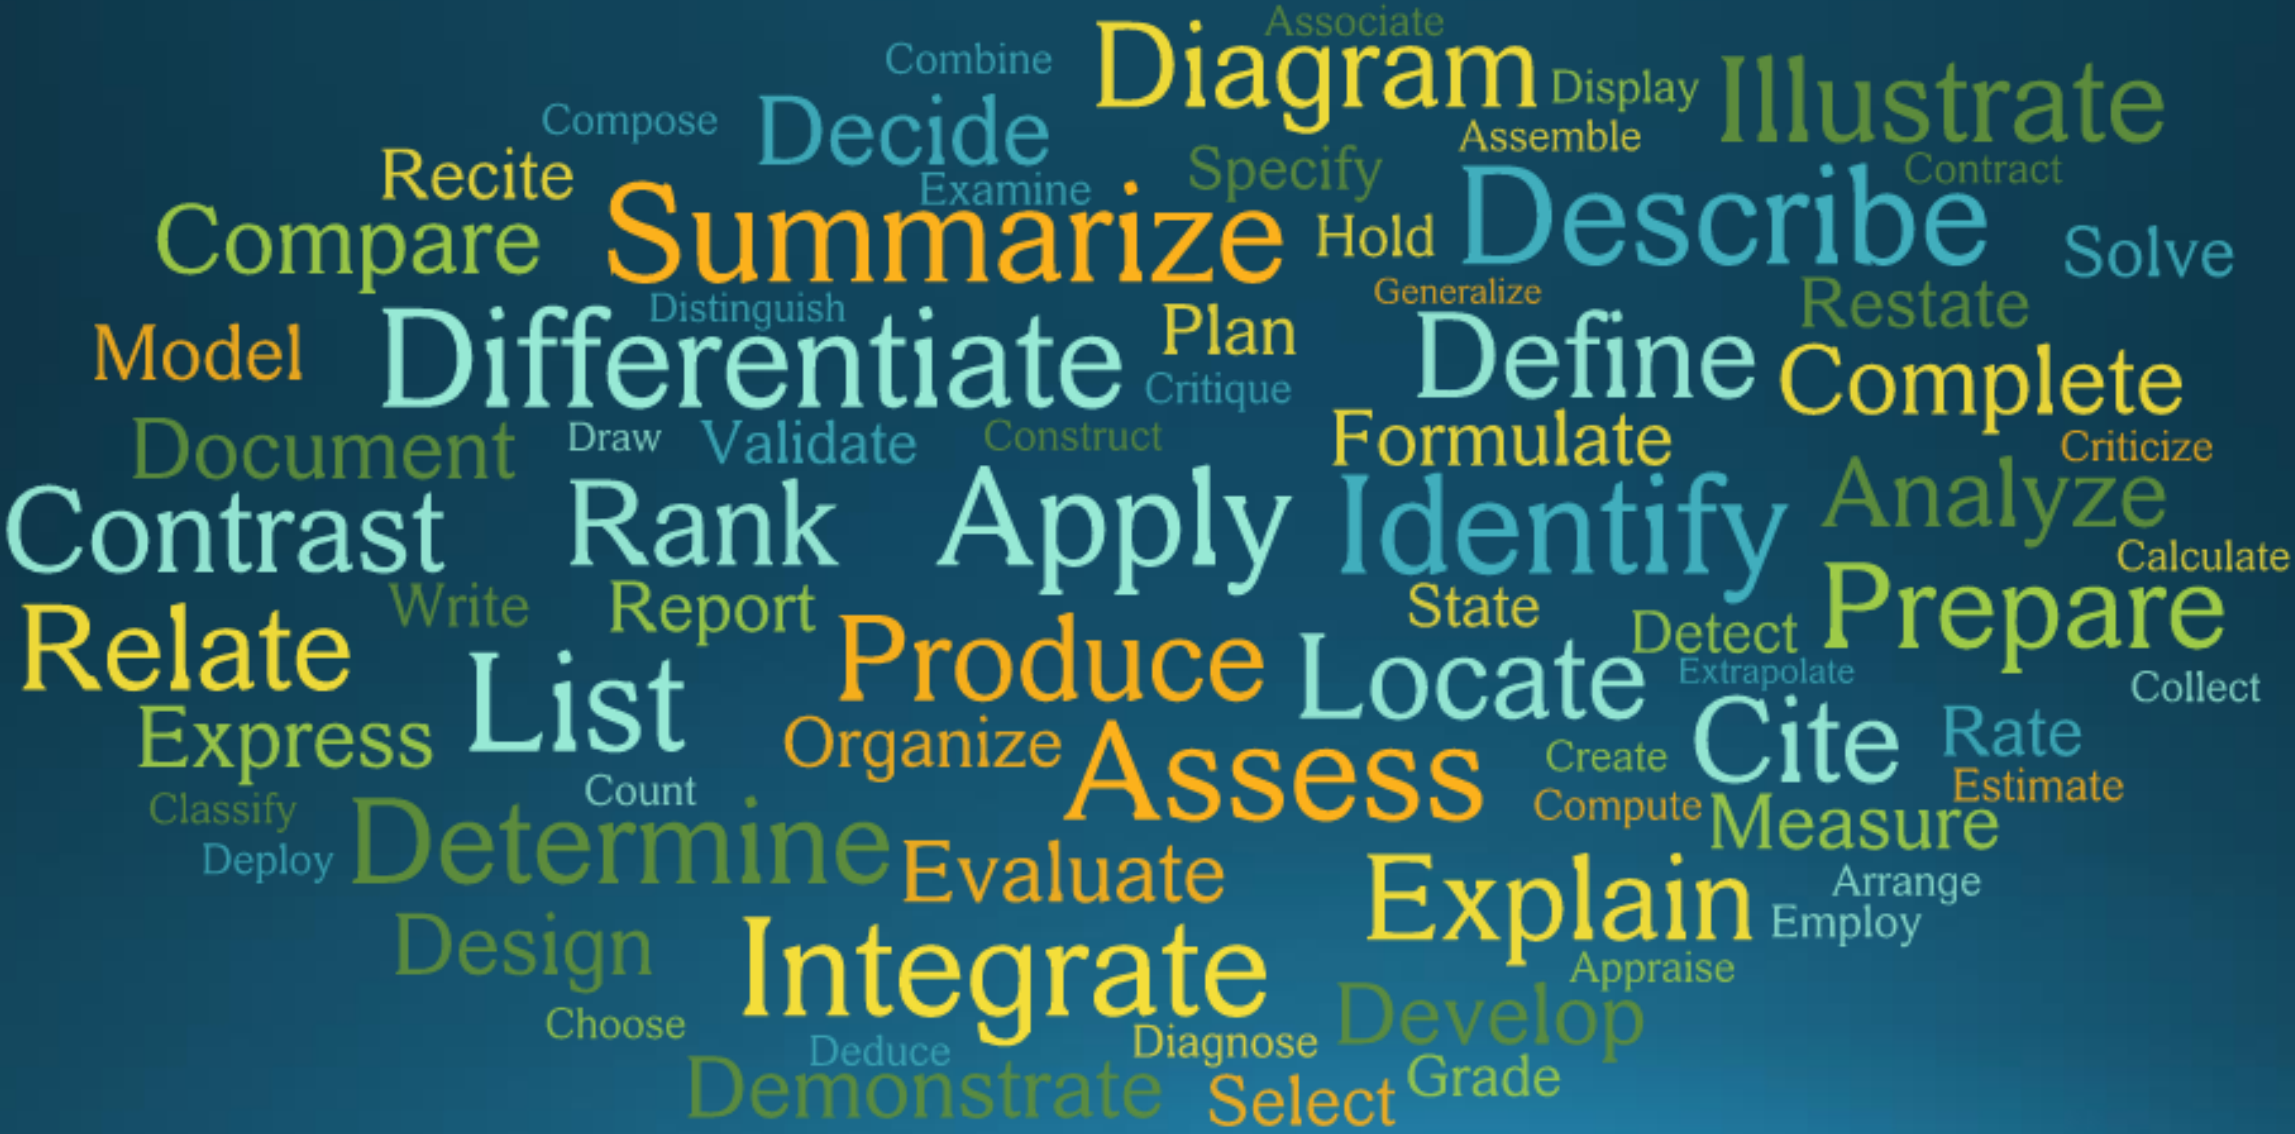 Associate
Combine
Diagram
Display
Illustrate
Compose
Decide
Assemble
Recite
Examine
Specify
Contract
Compare
Summarize
Hold
Describe
Solve
Generalize
Distinguish
Restate
Model
Differentiate
Plan
Define
Complete
Critique
Document
Draw
Validate
Construct
Formulate
Criticize
Contrast
Rank
Apply
Identify
Analyze
Calculate
Write
Report
State
Prepare
Relate
Detect
List
Produce
Locate
Extrapolate
Collect
Express
Organize
Assess
Create
Cite
Rate
Count
Estimate
Classify
Compute
Measure
Deploy
Determine
Evaluate
Explain
Arrange
Employ
Design
Integrate
Appraise
Choose
Develop
Deduce
Diagnose
Demonstrate
Select
Grade